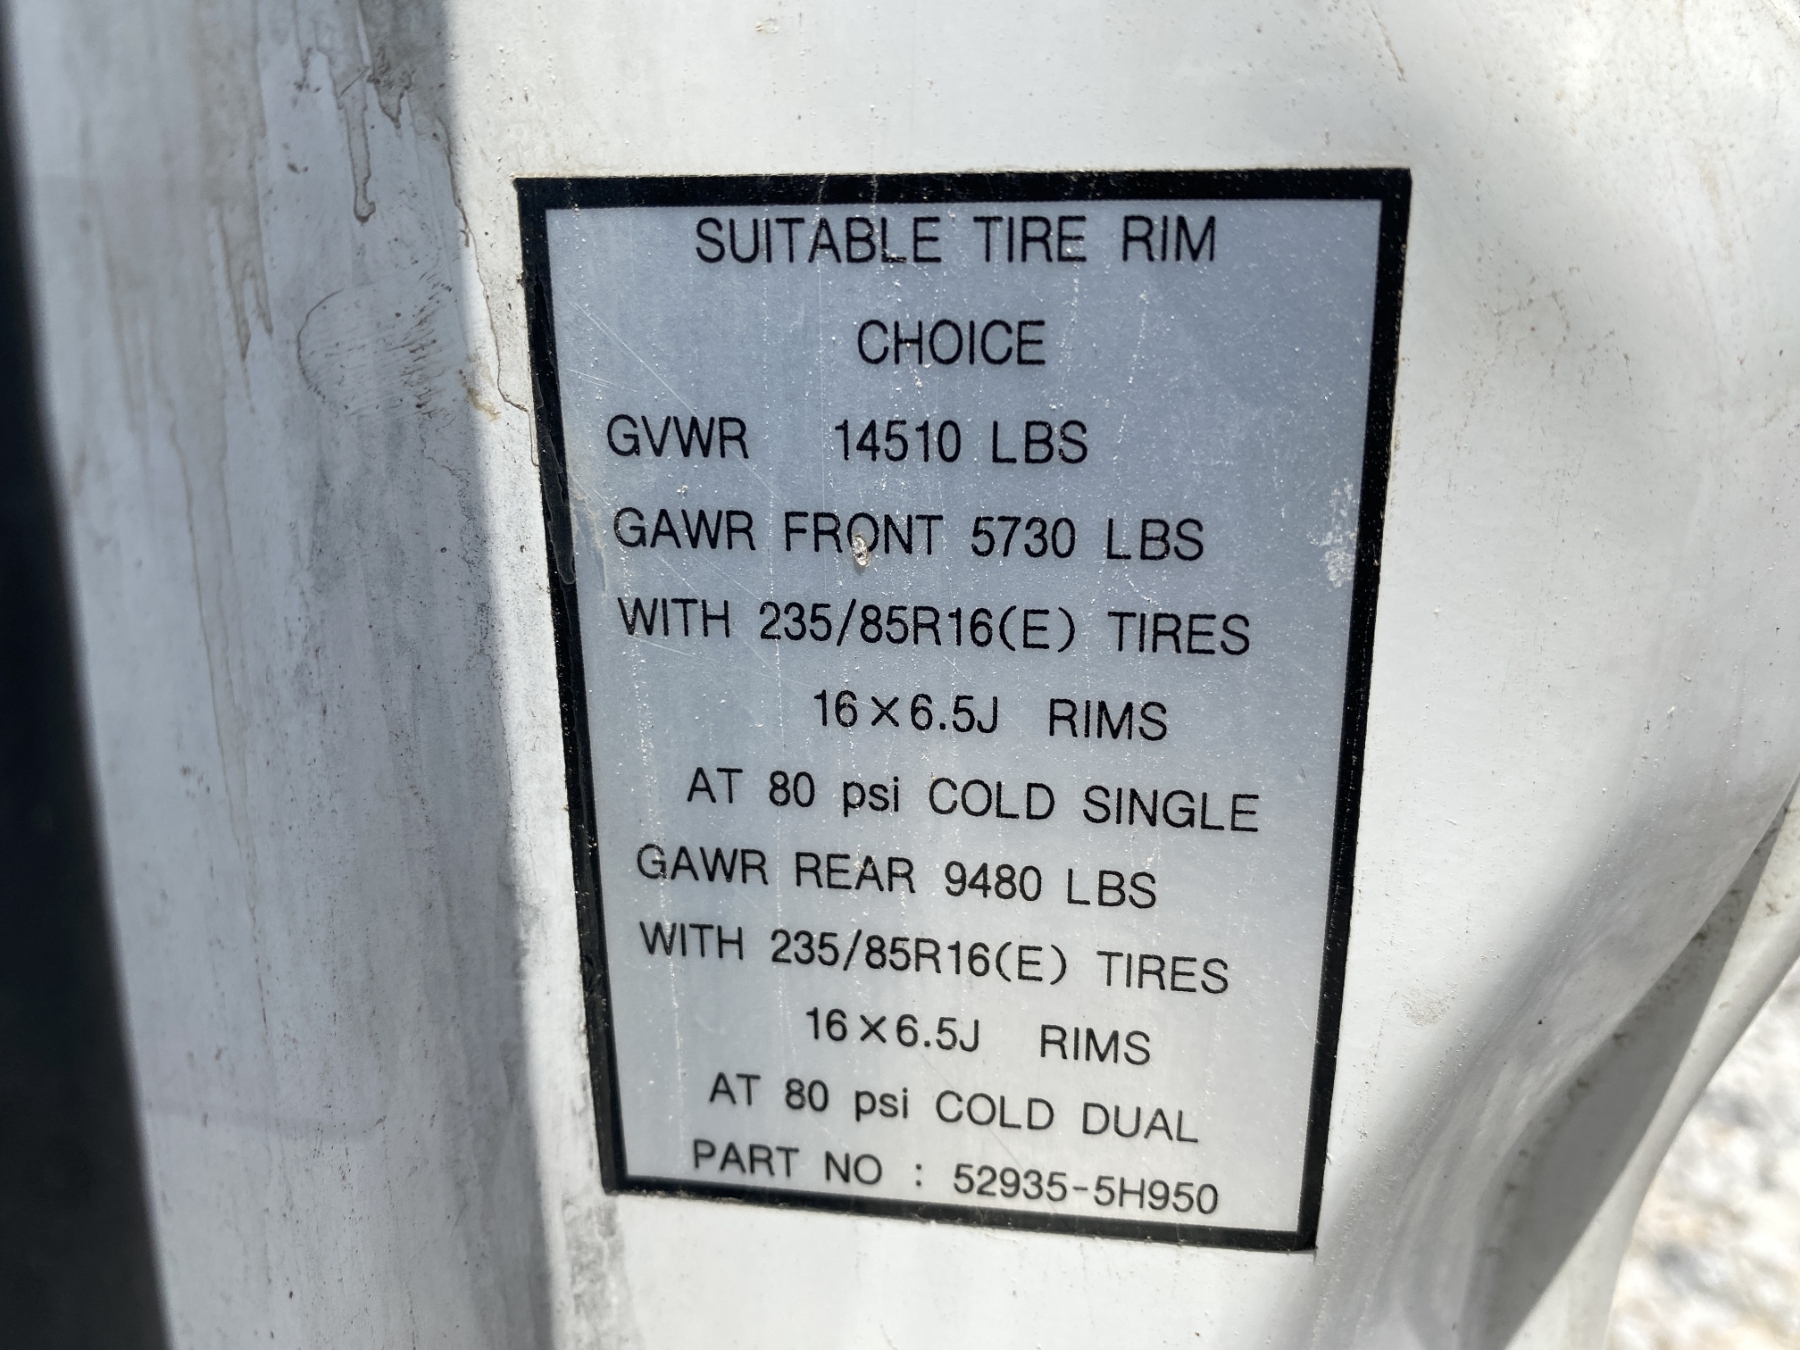 SUITABLE TIRE RIM
CHOICE
GVWR 14510 LBS
GAWR FRONT 5730 LBS
WITH 235/85R16(E) TIRES
16×6.5J RIMS
AT 80 psi COLD SINGLE
GAWR REAR 9480 LBS
WITH 235/85R16(E) TIRES
16×6.5J RIMS
AT 80 psi COLD DUAL
PART NO : 52935-5H950